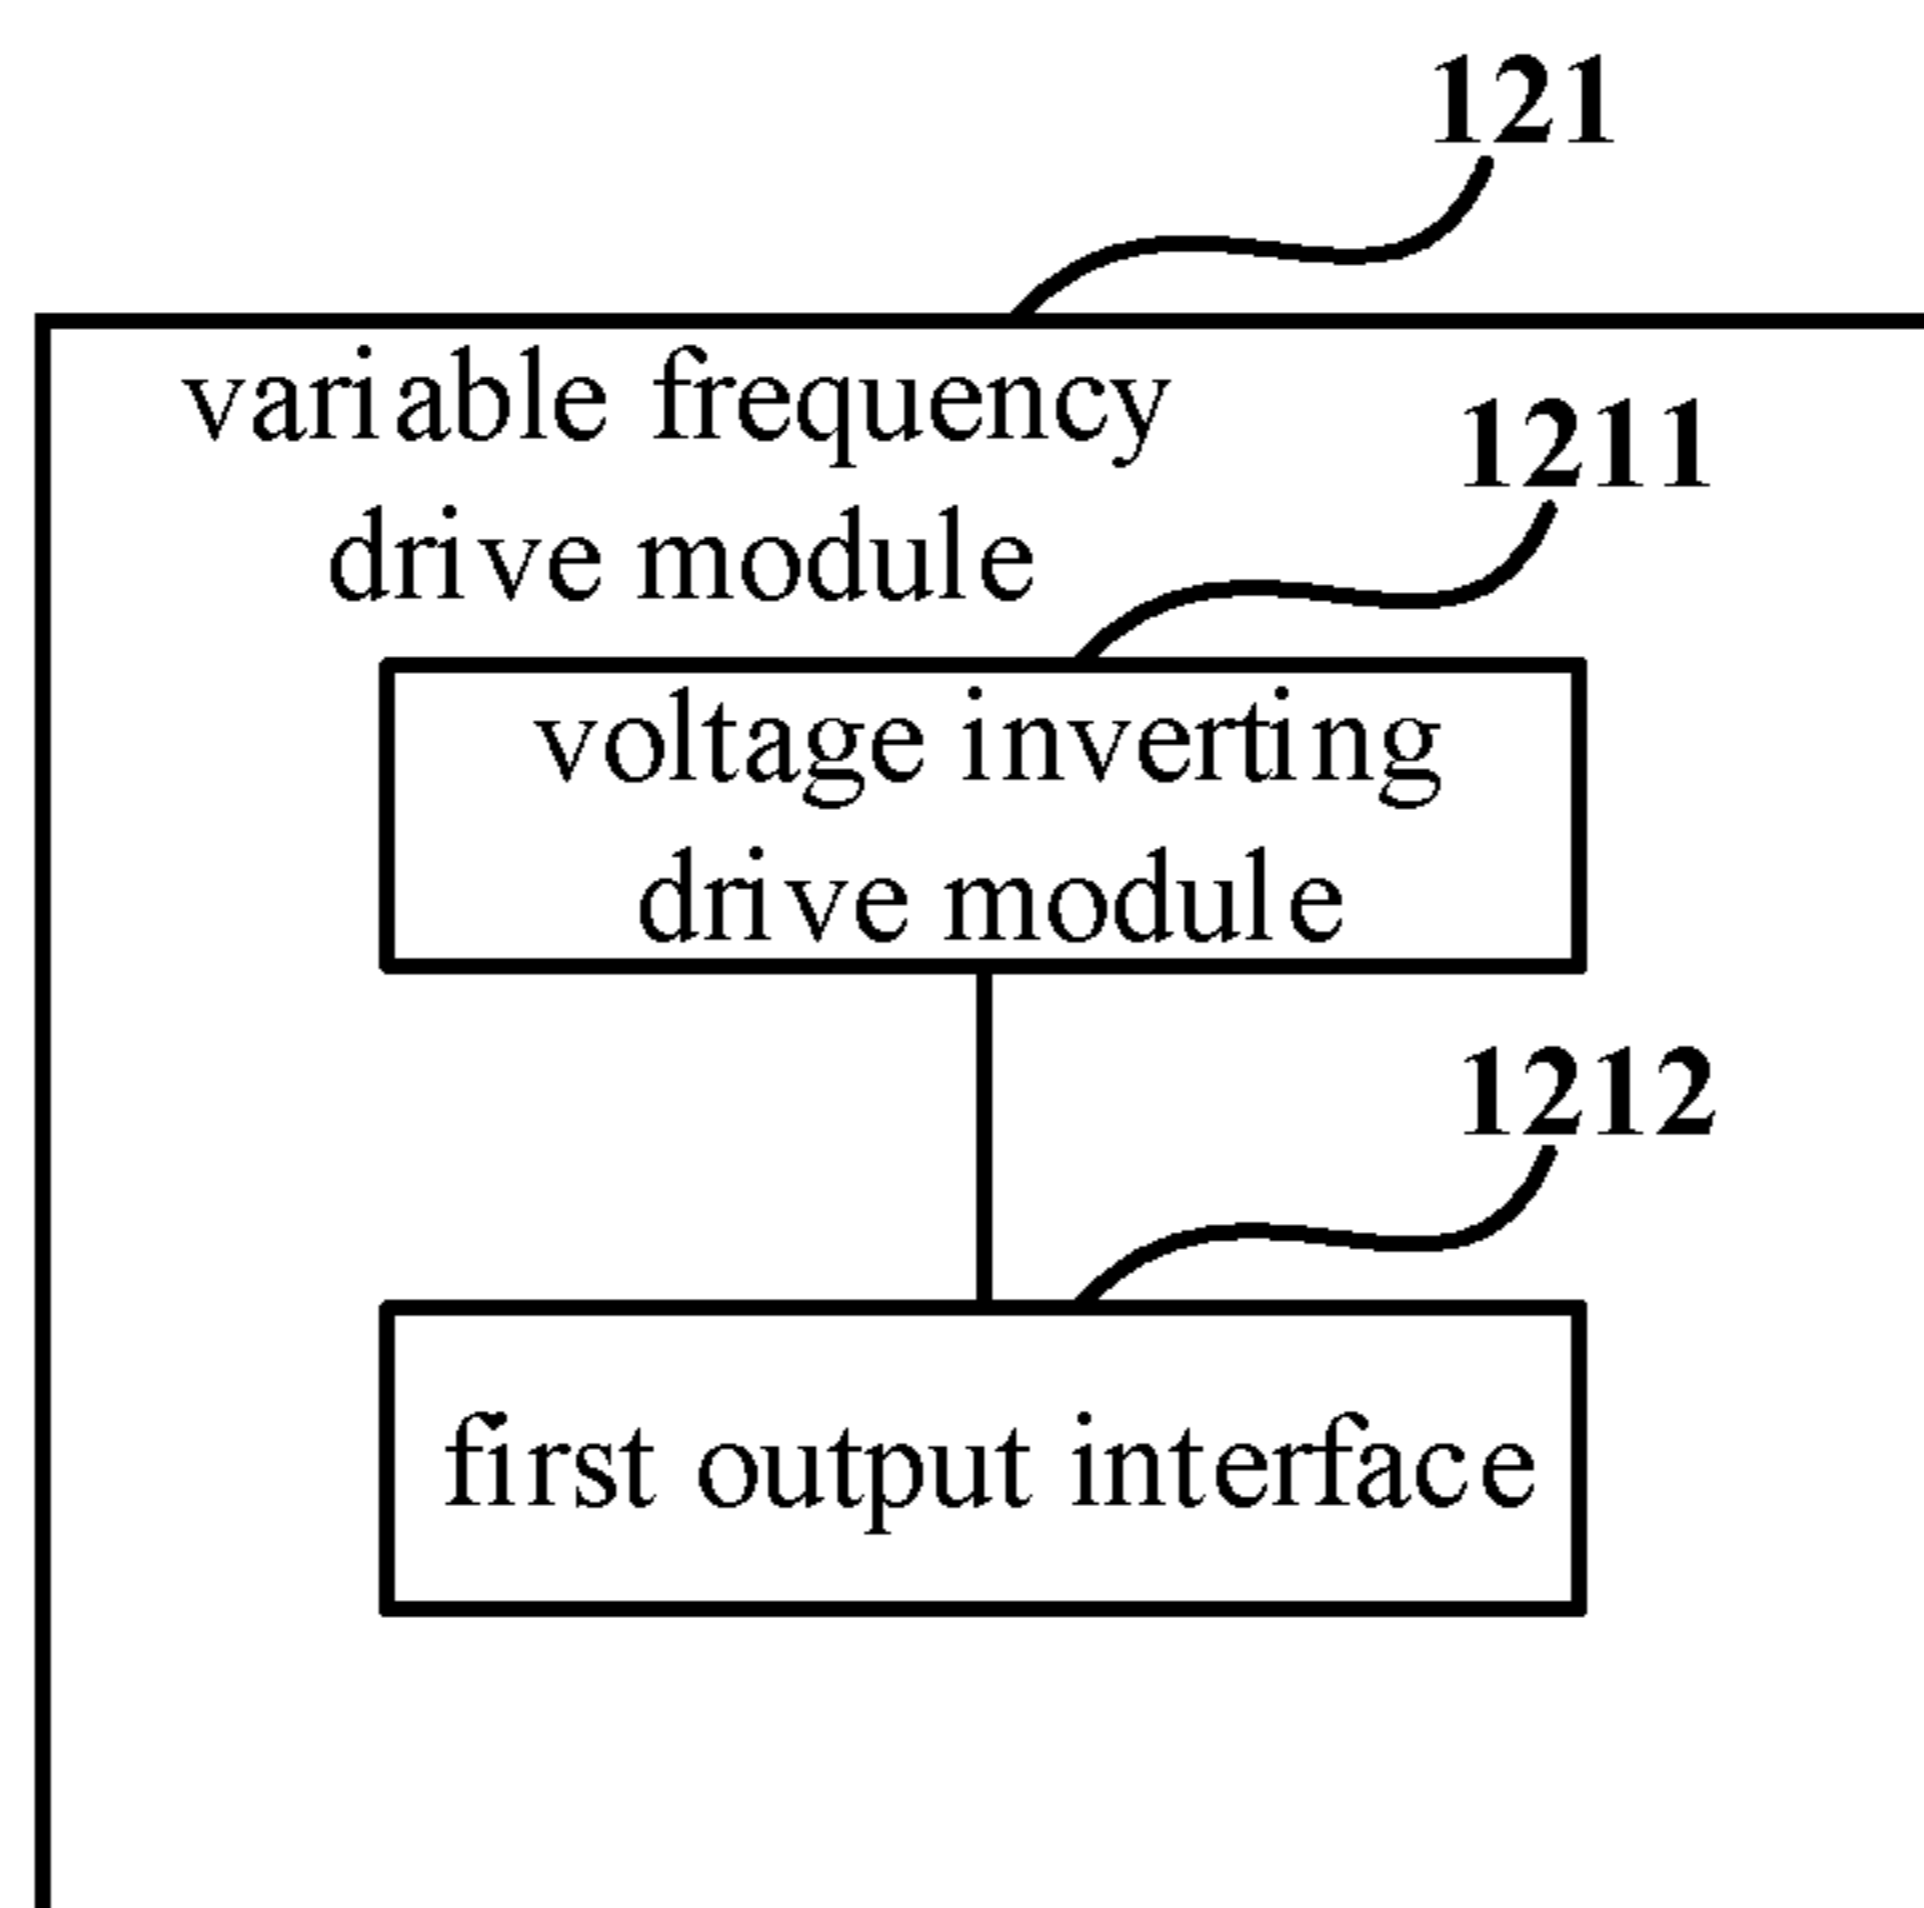 121
variable frequency
drive module
1211
voltage inverting
drive module
1212
first output interface